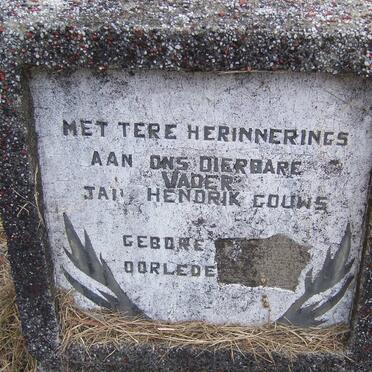 MET TERE HERINNERINGS
AAN ONS DIERBARE
VADER
HENDRIK GOUWS
GEBORE
OORLEDE